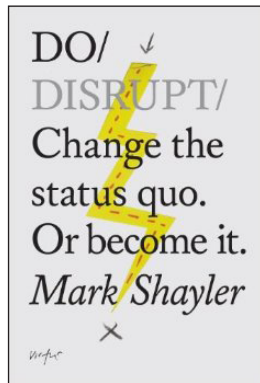 DO/
DISRUPT/
Change the
status quo.
Or become it.
Mark Shayler